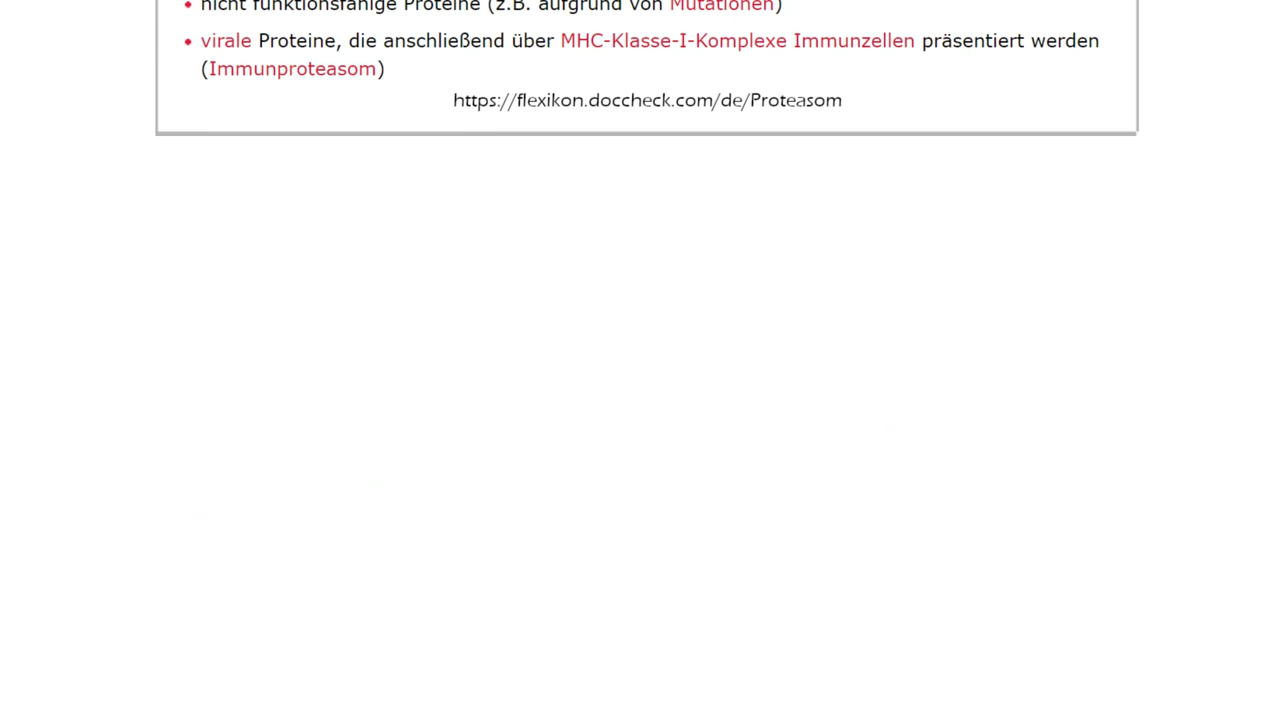 nicht funktionsfähige Proteine (z.B. aufgrund von Mutationen)
virale Proteine, die anschließend über MHC-Klasse-I-Komplexe Immunzellen präsentiert werden
(Immunproteasom)
https://flexikon.doccheck.com/de/Proteasom